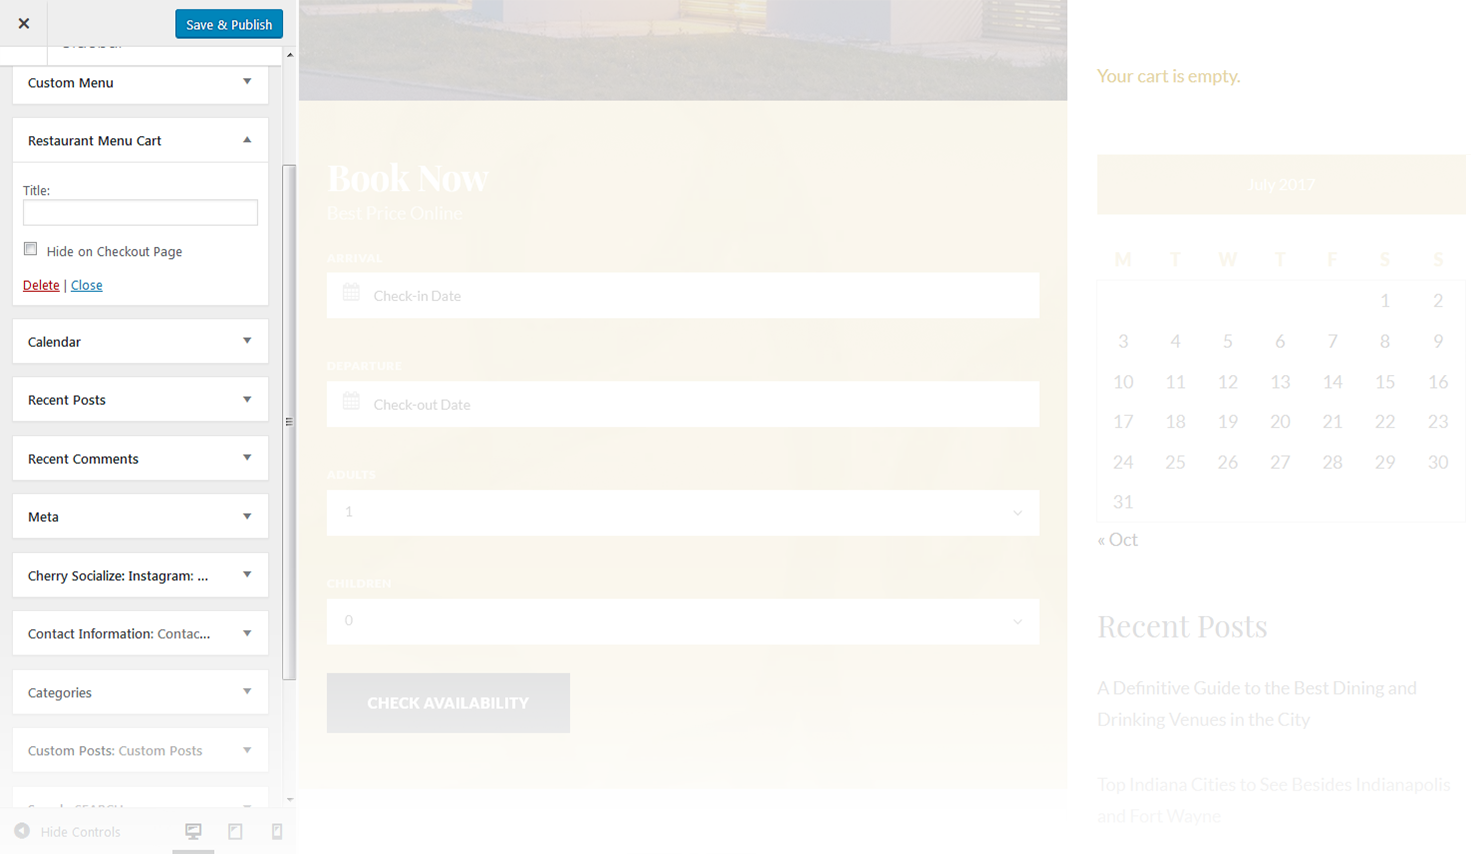 Save & Publish
Custom Menu
Restaurant Menu Cart
Title:
Hide on Checkout Page
Delete | Close
Calendar
Recent Posts
Recent Comments
Meta
Cherry Socialize: Instagram: ...
Contact Information: Contac...
Categories
Custom Posts: Custom Posts
Hide Controls
Book Now
Best Price Online
ARRIVAL
Check-in Date
DEPARTURE
Check-out Date
ADULTS
1
CHILDREN
0
CHECK AVAILABILITY
Your cart is empty.
July 2017
M T W T F S S
1 2
3 4 5 6 7 8 9
10 11 12 13 14 15 16
17 18 19 20 21 22 23
24 25 26 27 28 29 30
31
« Oct
Recent Posts
A Definitive Guide to the Best Dining and
Drinking Venues in the City
Top Indiana Cities to See Besides Indianapolis
and Fort Wayne